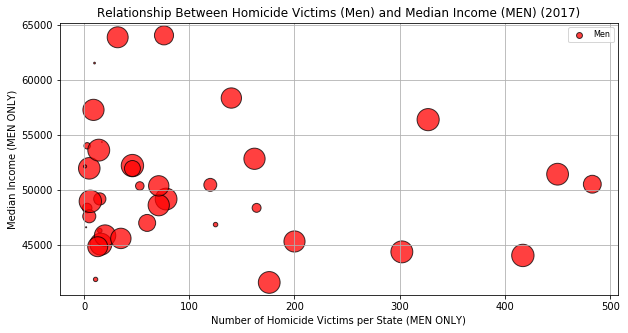 Relationship Between Homicide Victims (Men) and Median Income (MEN) (2017)
Men
65000
60000
55000
50000
45000
Median Income (MEN ONLY)
0
100
200
300
400
500
Number of Homicide Victims per State (MEN ONLY)